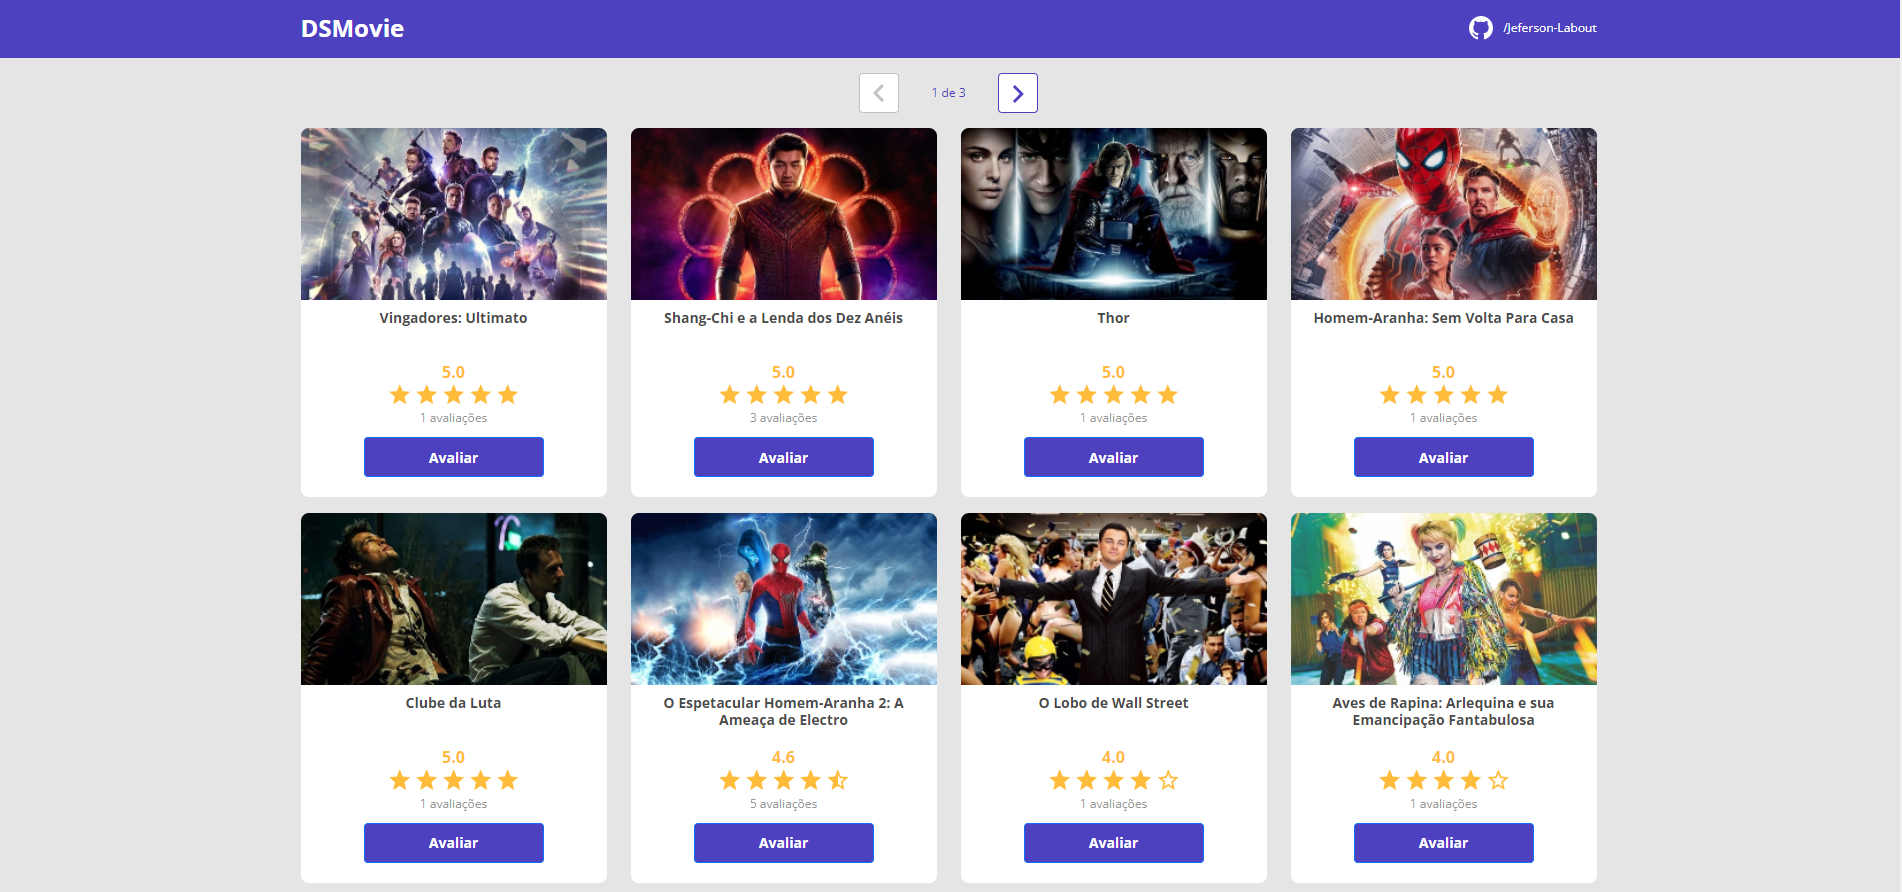 DSMovie
/Jeferson-Labout
1 de 3
Vingadores: Ultimato
5.0
1 avaliações
Avaliar
Shang-Chi e a Lenda dos Dez Anéis
5.0
3 avaliações
Avaliar
Thor
5.0
1 avaliações
Avaliar
Homem-Aranha: Sem Volta Para Casa
5.0
1 avaliações
Avaliar
Clube da Luta
5.0
1 avaliações
Avaliar
O Espetacular Homem-Aranha 2: A
Ameaça de Electro
4.6
5 avaliações
Avaliar
O Lobo de Wall Street
4.0
1 avaliações
Avaliar
Aves de Rapina: Arlequina e sua
Emancipação Fantabulosa
4.0
1 avaliações
Avaliar